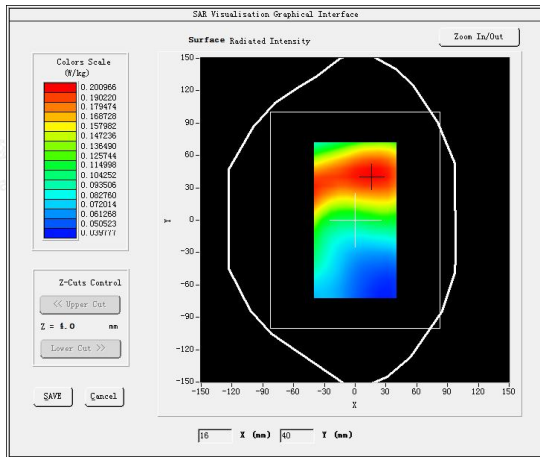 SAR Visualisation Graphical Interface
Surface Radiated Intensity
Zoom In/Out
Colors Scale
(W/kg)
0.200966
0.190220
0.179474
0.168728
0.157982
0.147236
0.136490
0.125744
0.114998
0.104252
0.093506
0.082760
0.072014
0.061268
0.050523
0.039777
150
120
90
60
30
0
-30
-60
-90
-120
-150
Y
-150 -120 -90 -60 -30 0 30 60 90 120 150
X
Z-Cuts Control
<< Upper Cut
Z = 4.0 mm
Lower Cut >>
SAVE Cancel
16 X (mm) 40 Y (mm)